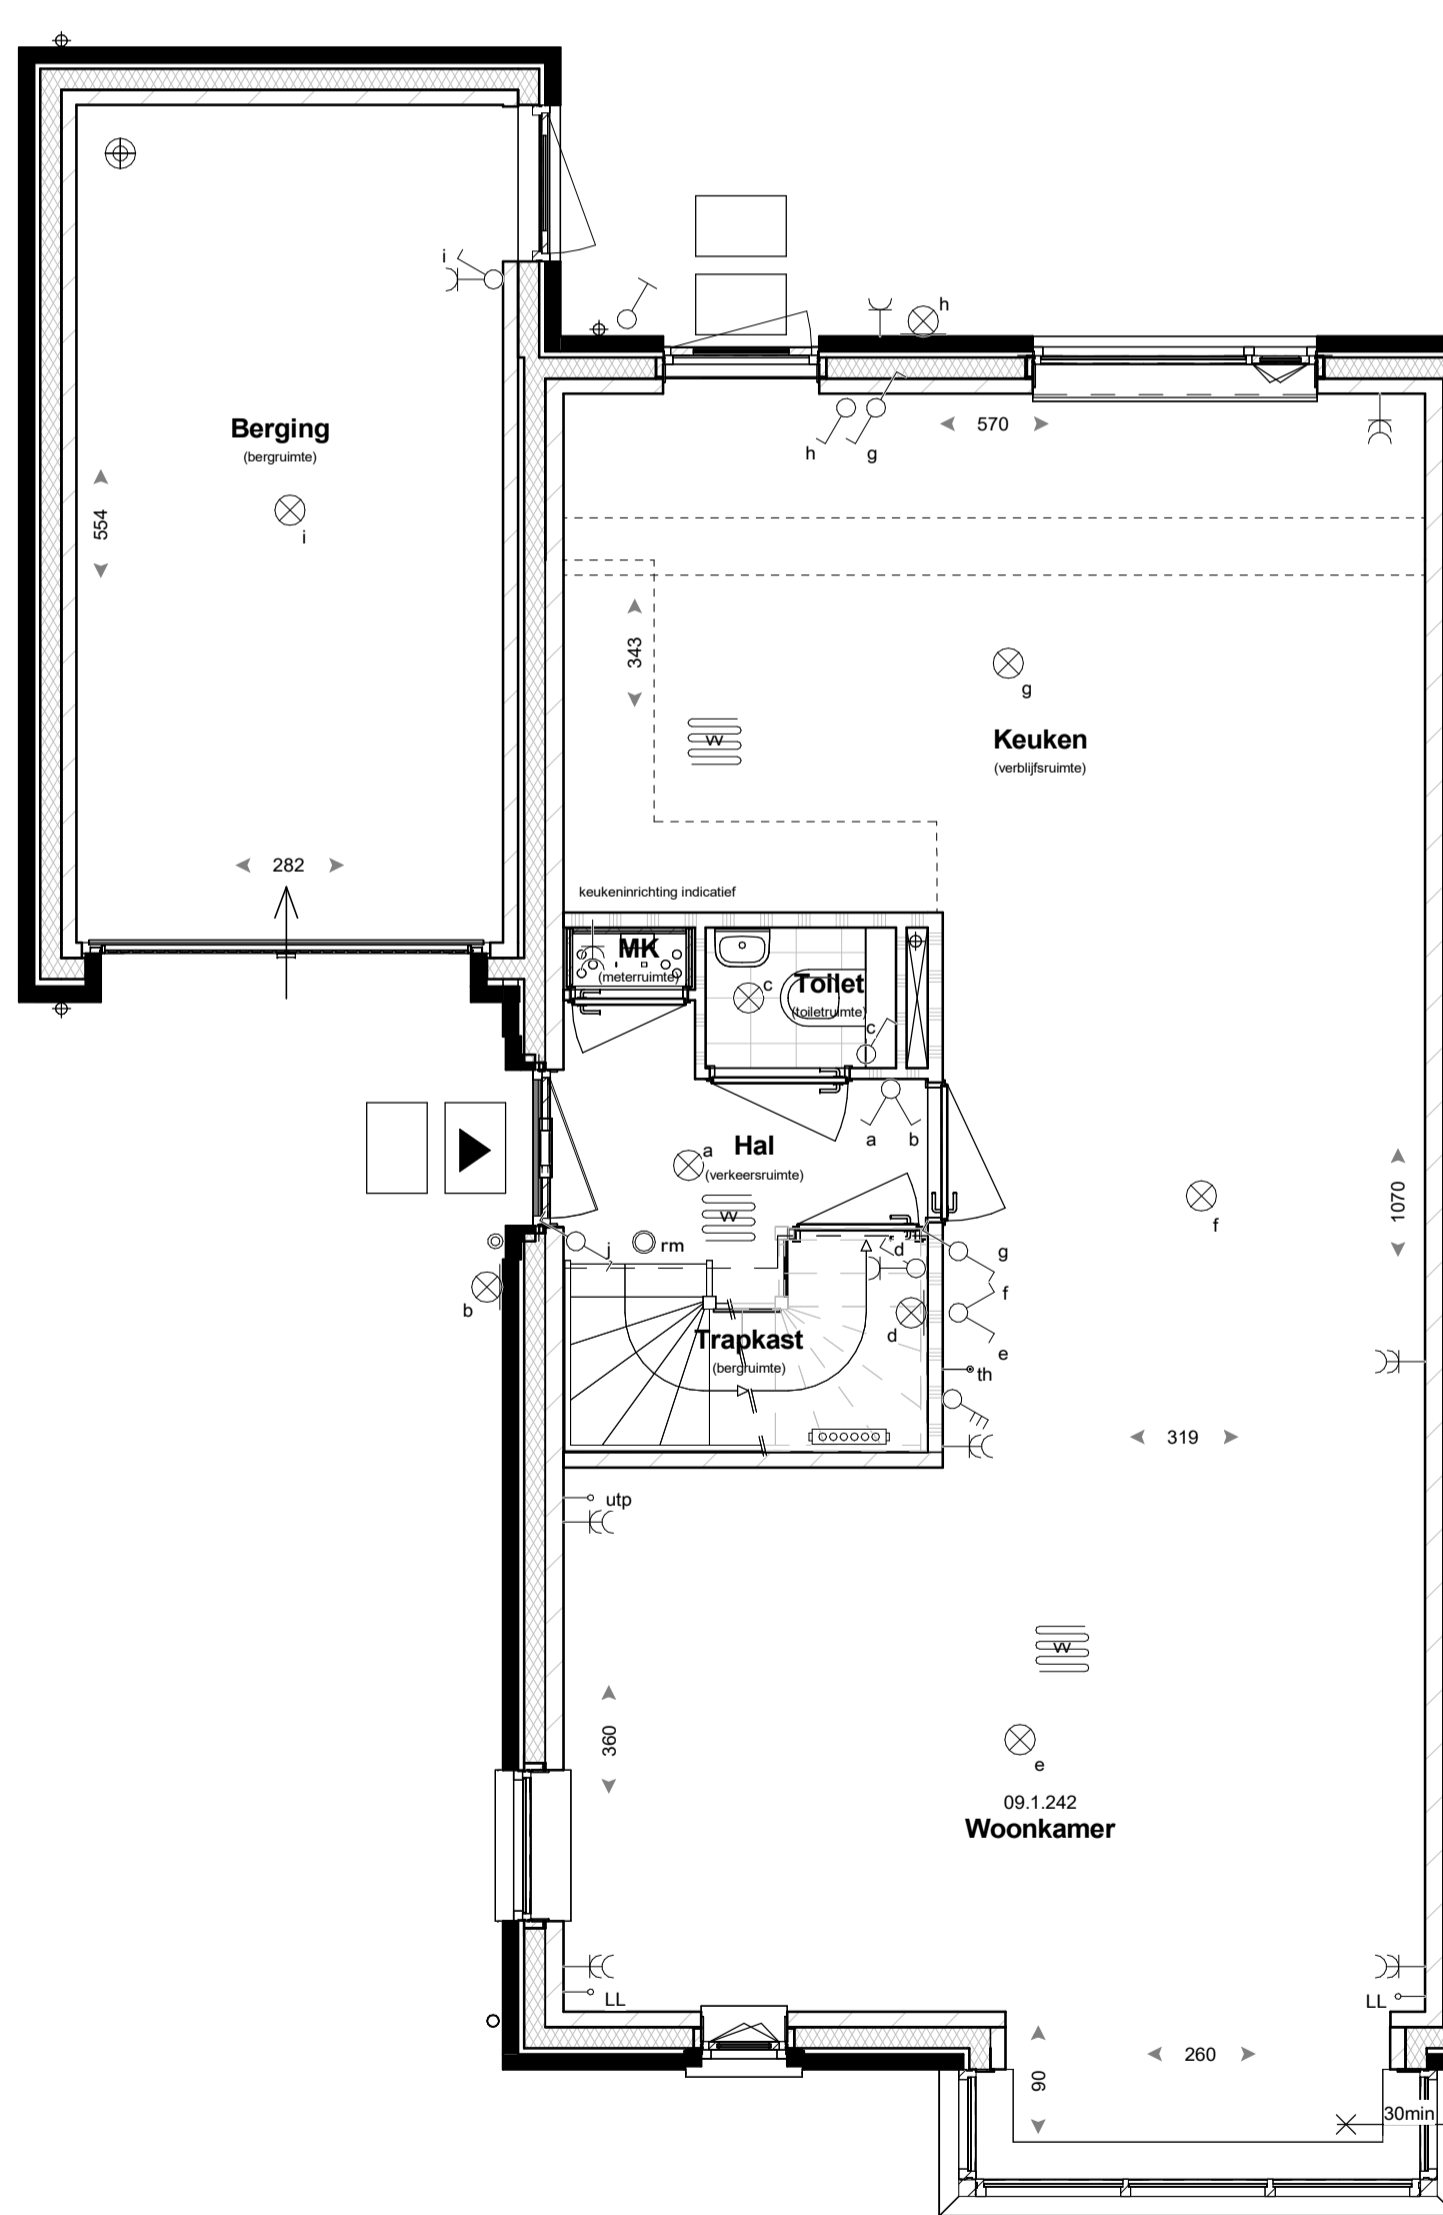 h
i
Berging
(bergruimte)
570
h
g
554
i
343
g
VV
Keuken
(verblijfsruimte)
282
keukeninrichting indicatief
MK
(meterruimte)
Toilet
(toiletruimte)
c
c
a
b
Hal
(verkeersruimte)
a
VV
1070
f
j
rm
d
g
f
b
d
e
Trapkast
(bergruimte)
th
319
utp
VV
360
e
09.1.242
Woonkamer
LL
LL
260
90
30min